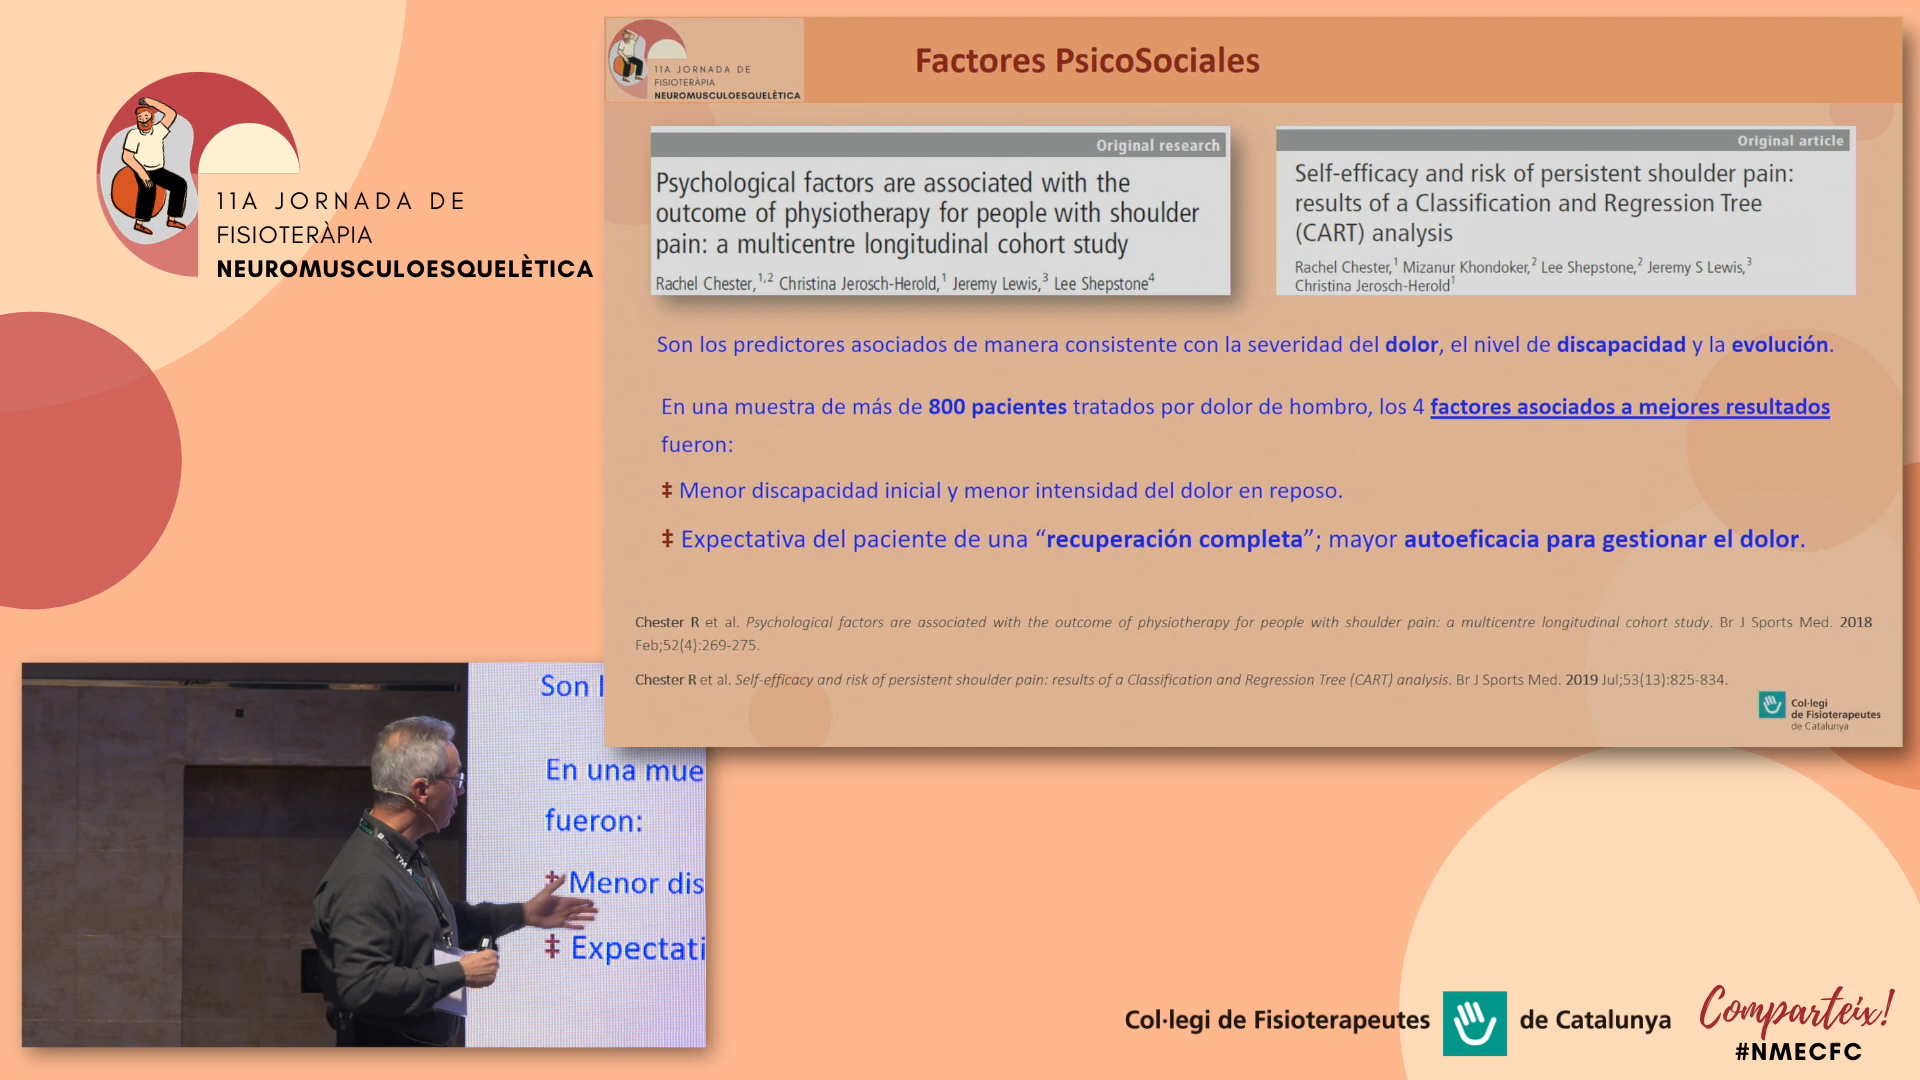 11A JORNADA DE
FISIOTERÀPIA
NEUROMUSCULOESQUELÈTICA
11A JORNADA DE
FISIOTERÀPIA
NEUROMUSCULOESQUELÈTICA
Factores PsicoSociales
Original research
Psychological factors are associated with the
outcome of physiotherapy for people with shoulder
pain: a multicentre longitudinal cohort study
Rachel Chester,1,2 Christina Jerosch-Herold,1 Jeremy Lewis,3 Lee Shepstone4
Original article
Self-efficacy and risk of persistent shoulder pain:
results of a Classification and Regression Tree
(CART) analysis
Rachel Chester,1 Mizanur Khondoker,2 Lee Shepstone,2 Jeremy S Lewis,3
Christina Jerosch-Herold1
Son los predictores asociados de manera consistente con la severidad del dolor, el nivel de discapacidad y la evolución.
En una muestra de más de 800 pacientes tratados por dolor de hombro, los 4 factores asociados a mejores resultados
fueron:
‡ Menor discapacidad inicial y menor intensidad del dolor en reposo.
‡ Expectativa del paciente de una “recuperación completa”; mayor autoeficacia para gestionar el dolor.
Chester R et al. Psychological factors are associated with the outcome of physiotherapy for people with shoulder pain: a multicentre longitudinal cohort study. Br J Sports Med. 2018
Feb;52(4):269-275.
Chester R et al. Self-efficacy and risk of persistent shoulder pain: results of a Classification and Regression Tree (CART) analysis. Br J Sports Med. 2019 Jul;53(13):825-834.
Col·legi
de Fisioterapeutes
de Catalunya
Son l
En una mue
fueron:
‡ Menor dis
‡ Expectati
I'M A
Col·legi de Fisioterapeutes de Catalunya
Comparteix!
#NMECFC